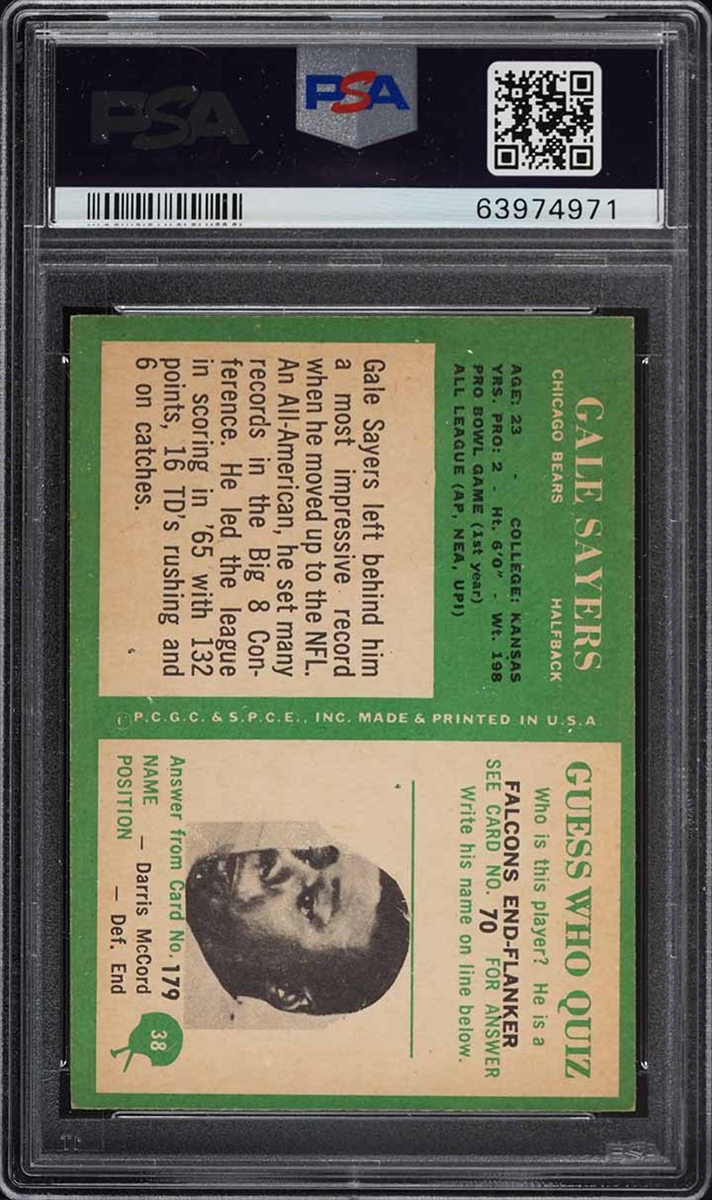 PSA
PSA
63974971
GALE SAYERS
CHICAGO BEARS HALFBACK
AGE: 23 - COLLEGE: KANSAS
YRS. PRO: 2 - Ht. 6'0" - Wt. 198
PRO BOWL GAME (1st year)
ALL LEAGUE (AP, NEA, UPI)
Gale Sayers left behind him
a most impressive record
when he moved up to the NFL.
An All-American, he set many
records in the Big 8 Con-
ference. He led the league
in scoring in '65 with 132
points, 16 TD's rushing and
6 on catches.
©P.C.G.C. & S.P.C.E., INC. MADE & PRINTED IN U.S.A.
GUESS WHO QUIZ
Who is this player? He is a
FALCONS END-FLANKER
SEE CARD NO. 70 FOR ANSWER
Write his name on line below.
Answer from Card No. 179
NAME — Darris McCord
POSITION — Def. End
38